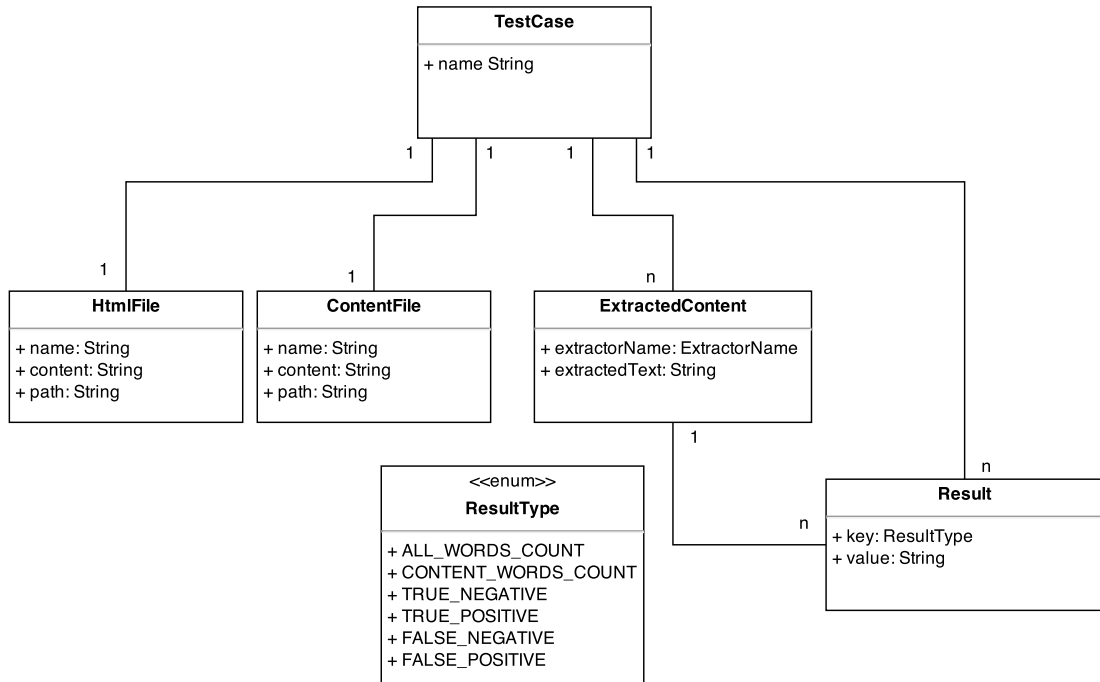 TestCase
+ name String
1
1
1
1
1
1
n
HtmlFile
+ name: String
+ content: String
+ path: String
ContentFile
+ name: String
+ content: String
+ path: String
ExtractedContent
+ extractorName: ExtractorName
+ extractedText: String
1
n
n
<<enum>>
ResultType
+ ALL_WORDS_COUNT
+ CONTENT_WORDS_COUNT
+ TRUE_NEGATIVE
+ TRUE_POSITIVE
+ FALSE_NEGATIVE
+ FALSE_POSITIVE
Result
+ key: ResultType
+ value: String